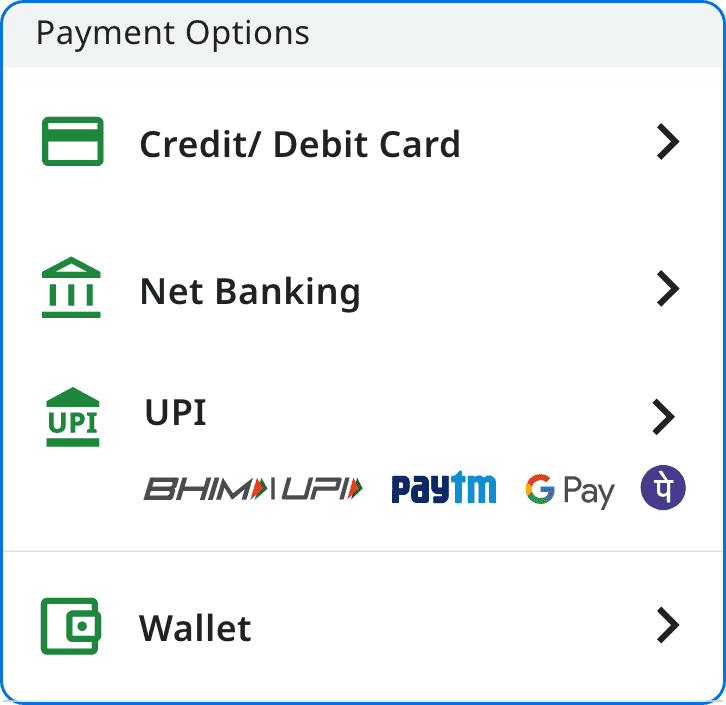 Payment Options
Credit/ Debit Card
Net Banking
UPI
UPI
BHIM UPI paytm G Pay पे
Wallet